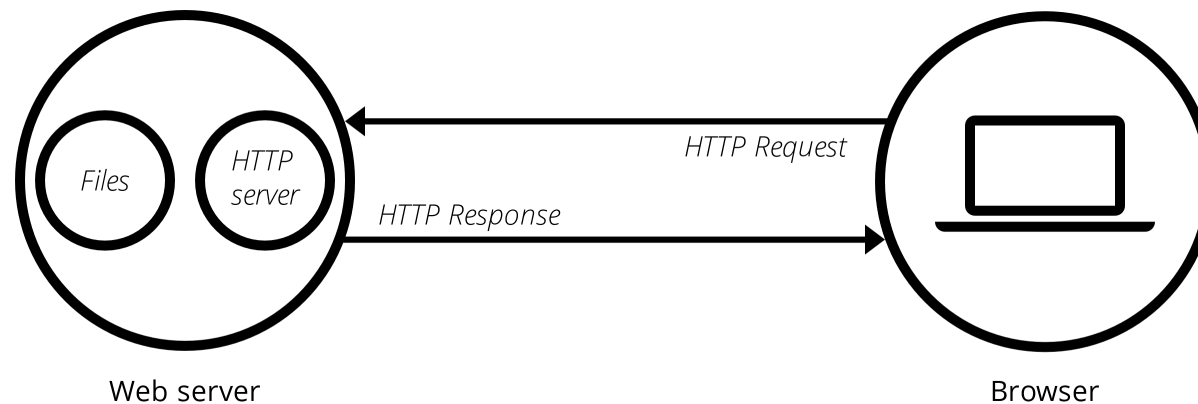 Files
HTTP
server
HTTP Request
HTTP Response
Web server
Browser